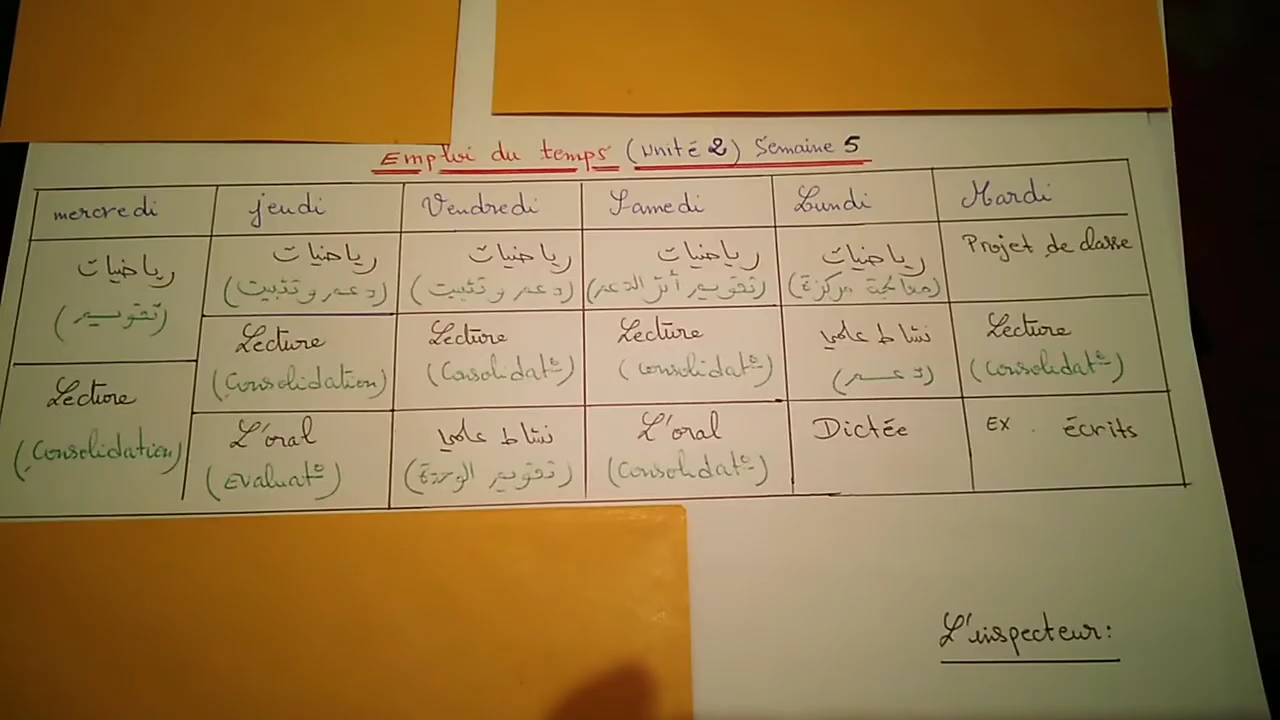 Emploi du temps (Unité 2) Semaine 5
mercredi jeudi Vendredi Samedi Lundi Mardi
رياضيات رياضيات رياضيات رياضيات رياضيات Projet de classe
(تقويم) (دعم وتثبيت) (دعم وتثبيت) (تقويم أثر الدعم) (معالجة مركزة)
Lecture Lecture Lecture Lecture نشاط علمي Lecture
(Consolidation) (Consolidation) (Consolidat°) (Consolidat°) (دعم) (Consolidat°)
L'oral نشاط علمي L'oral Dictée EX. écrits
(Evaluat°) (تقويم الوحدة) (Consolidat°)
L'inspecteur: